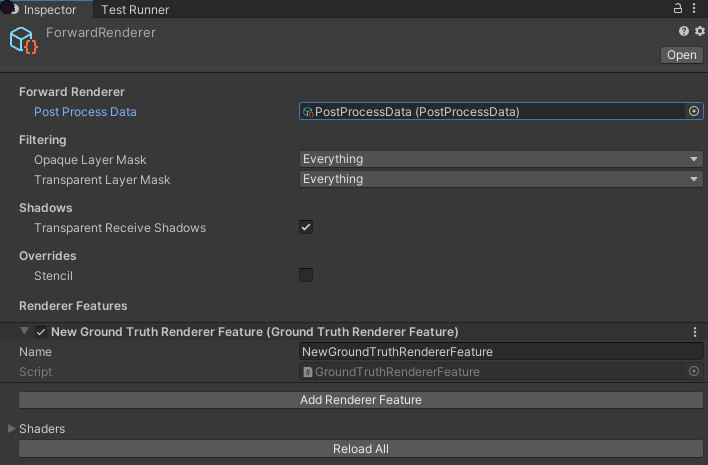 Inspector Test Runner
ForwardRenderer
Open
Forward Renderer
Post Process Data PostProcessData (PostProcessData)
Filtering
Opaque Layer Mask Everything
Transparent Layer Mask Everything
Shadows
Transparent Receive Shadows
Overrides
Stencil
Renderer Features
New Ground Truth Renderer Feature (Ground Truth Renderer Feature)
Name NewGroundTruthRendererFeature
Script # GroundTruthRendererFeature
Add Renderer Feature
Shaders
Reload All